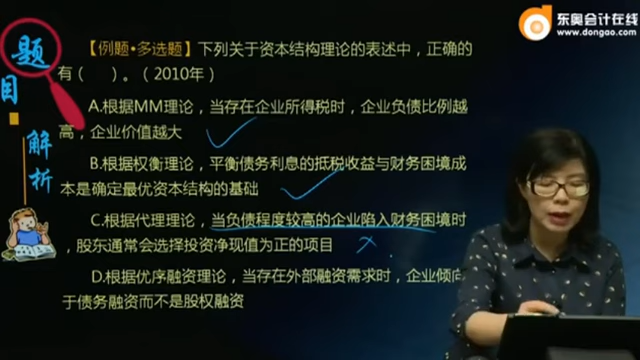 东奥会计在线
www.dongao.com
题目
解析
【例题·多选题】下列关于资本结构理论的表述中，正确的
有（　）。（2010年）
A.根据MM理论，当存在企业所得税时，企业负债比例越
高，企业价值越大
B.根据权衡理论，平衡债务利息的抵税收益与财务困境成
本是确定最优资本结构的基础
C.根据代理理论，当负债程度较高的企业陷入财务困境时
，股东通常会选择投资净现值为正的项目
D.根据优序融资理论，当存在外部融资需求时，企业倾向
于债务融资而不是股权融资